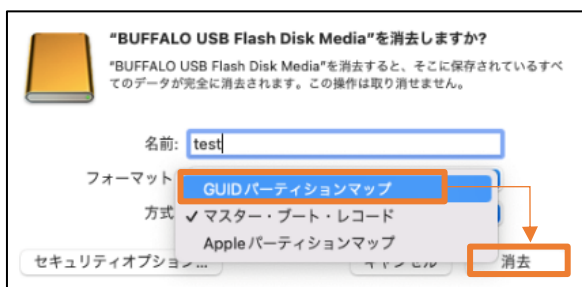 "BUFFALO USB Flash Disk Media"を消去しますか?
"BUFFALO USB Flash Disk Media"を消去すると、そこに保存されているすべ
てのデータが完全に消去されます。この操作は取り消せません。
名前: test
フォーマット
GUIDパーティションマップ
方式 ✓ マスター・ブート・レコード
Appleパーティションマップ
セキュリティオプション... キャンセル 消去